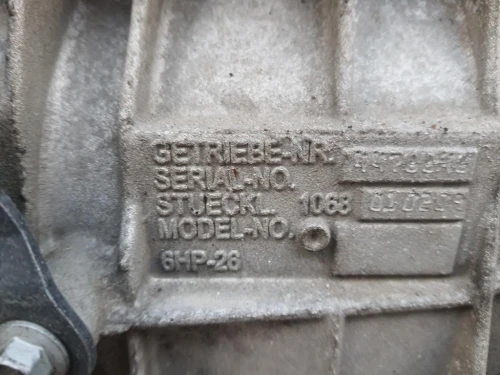 GETRIEBE-NR.
SERIAL-NO.
STUECKL. 1068
MODEL-NO.
6HP-26